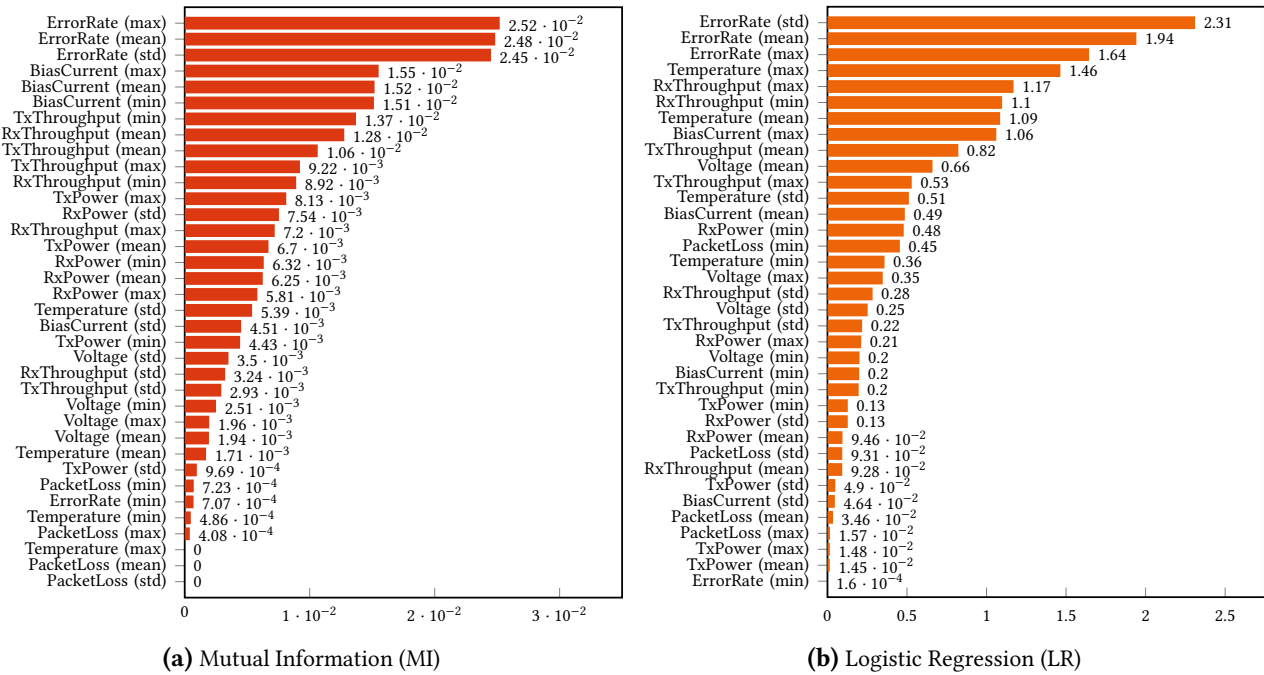 ErrorRate (max) 2.52 · 10⁻²
ErrorRate (mean) 2.48 · 10⁻²
ErrorRate (std) 2.45 · 10⁻²
BiasCurrent (max) 1.55 · 10⁻²
BiasCurrent (mean) 1.52 · 10⁻²
BiasCurrent (min) 1.51 · 10⁻²
TxThroughput (min) 1.37 · 10⁻²
RxThroughput (mean) 1.28 · 10⁻²
TxThroughput (mean) 1.06 · 10⁻²
TxThroughput (max) 9.22 · 10⁻³
RxThroughput (min) 8.92 · 10⁻³
TxPower (max) 8.13 · 10⁻³
RxPower (std) 7.54 · 10⁻³
RxThroughput (max) 7.2 · 10⁻³
TxPower (mean) 6.7 · 10⁻³
RxPower (min) 6.32 · 10⁻³
RxPower (mean) 6.25 · 10⁻³
RxPower (max) 5.81 · 10⁻³
Temperature (std) 5.39 · 10⁻³
BiasCurrent (std) 4.51 · 10⁻³
TxPower (min) 4.43 · 10⁻³
Voltage (std) 3.5 · 10⁻³
RxThroughput (std) 3.24 · 10⁻³
TxThroughput (std) 2.93 · 10⁻³
Voltage (min) 2.51 · 10⁻³
Voltage (max) 1.96 · 10⁻³
Voltage (mean) 1.94 · 10⁻³
Temperature (mean) 1.71 · 10⁻³
TxPower (std) 9.69 · 10⁻⁴
PacketLoss (min) 7.23 · 10⁻⁴
ErrorRate (min) 7.07 · 10⁻⁴
Temperature (min) 4.86 · 10⁻⁴
PacketLoss (max) 4.08 · 10⁻⁴
Temperature (max) 0
PacketLoss (mean) 0
PacketLoss (std) 0
0 1 · 10⁻² 2 · 10⁻² 3 · 10⁻²
(a) Mutual Information (MI)
ErrorRate (std) 2.31
ErrorRate (mean) 1.94
ErrorRate (max) 1.64
Temperature (max) 1.46
RxThroughput (max) 1.17
RxThroughput (min) 1.1
Temperature (mean) 1.09
BiasCurrent (max) 1.06
TxThroughput (mean) 0.82
Voltage (mean) 0.66
TxThroughput (max) 0.53
Temperature (std) 0.51
BiasCurrent (mean) 0.49
RxPower (min) 0.48
PacketLoss (min) 0.45
Temperature (min) 0.36
Voltage (max) 0.35
RxThroughput (std) 0.28
Voltage (std) 0.25
TxThroughput (std) 0.22
RxPower (max) 0.21
Voltage (min) 0.2
BiasCurrent (min) 0.2
TxThroughput (min) 0.2
TxPower (min) 0.13
RxPower (std) 0.13
RxPower (mean) 9.46 · 10⁻²
PacketLoss (std) 9.31 · 10⁻²
RxThroughput (mean) 9.28 · 10⁻²
TxPower (std) 4.9 · 10⁻²
BiasCurrent (std) 4.64 · 10⁻²
PacketLoss (mean) 3.46 · 10⁻²
PacketLoss (max) 1.57 · 10⁻²
TxPower (max) 1.48 · 10⁻²
TxPower (mean) 1.45 · 10⁻²
ErrorRate (min) 1.6 · 10⁻⁴
0 0.5 1 1.5 2 2.5
(b) Logistic Regression (LR)